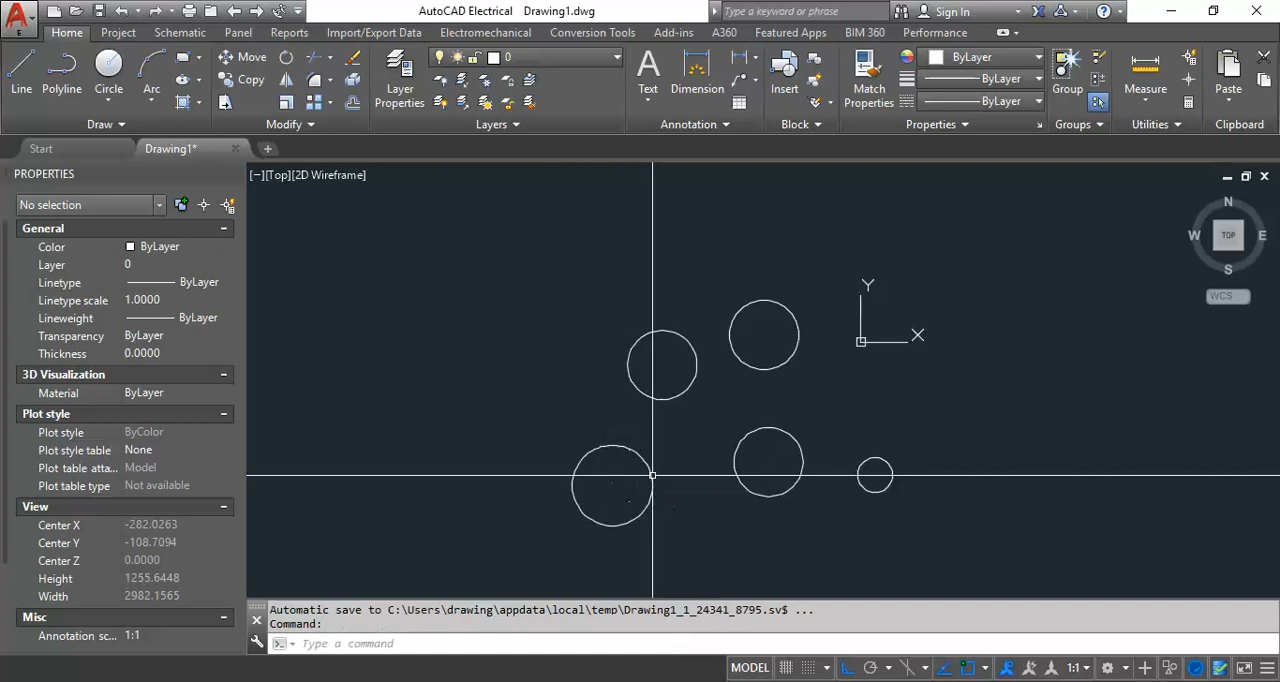 AutoCAD Electrical Drawing1.dwg
Type a keyword or phrase
Sign In
Home Project Schematic Panel Reports Import/Export Data Electromechanical Conversion Tools Add-ins A360 Featured Apps BIM 360 Performance
E
Line Polyline Circle Arc
Move
Copy
Layer
Properties
0
Text Dimension
Insert
Match
Properties
ByLayer
ByLayer
ByLayer
Group
Measure
Paste
Draw Modify Layers Annotation Block Properties Groups Utilities Clipboard
Start Drawing1*
PROPERTIES
No selection
General
Color ByLayer
Layer 0
Linetype ByLayer
Linetype scale 1.0000
Lineweight ByLayer
Transparency ByLayer
Thickness 0.0000
3D Visualization
Material ByLayer
Plot style
Plot style ByColor
Plot style table None
Plot table atta... Model
Plot table type Not available
View
Center X -282.0263
Center Y -108.7094
Center Z 0.0000
Height 1255.6448
Width 2982.1565
Misc
Annotation sc... 1:1
[−][Top][2D Wireframe]
N
W TOP E
S
WCS
Y
X
Automatic save to C:\Users\drawing\appdata\local\temp\Drawing1_1_24341_8795.sv$ ...
Command:
Type a command
MODEL 1:1